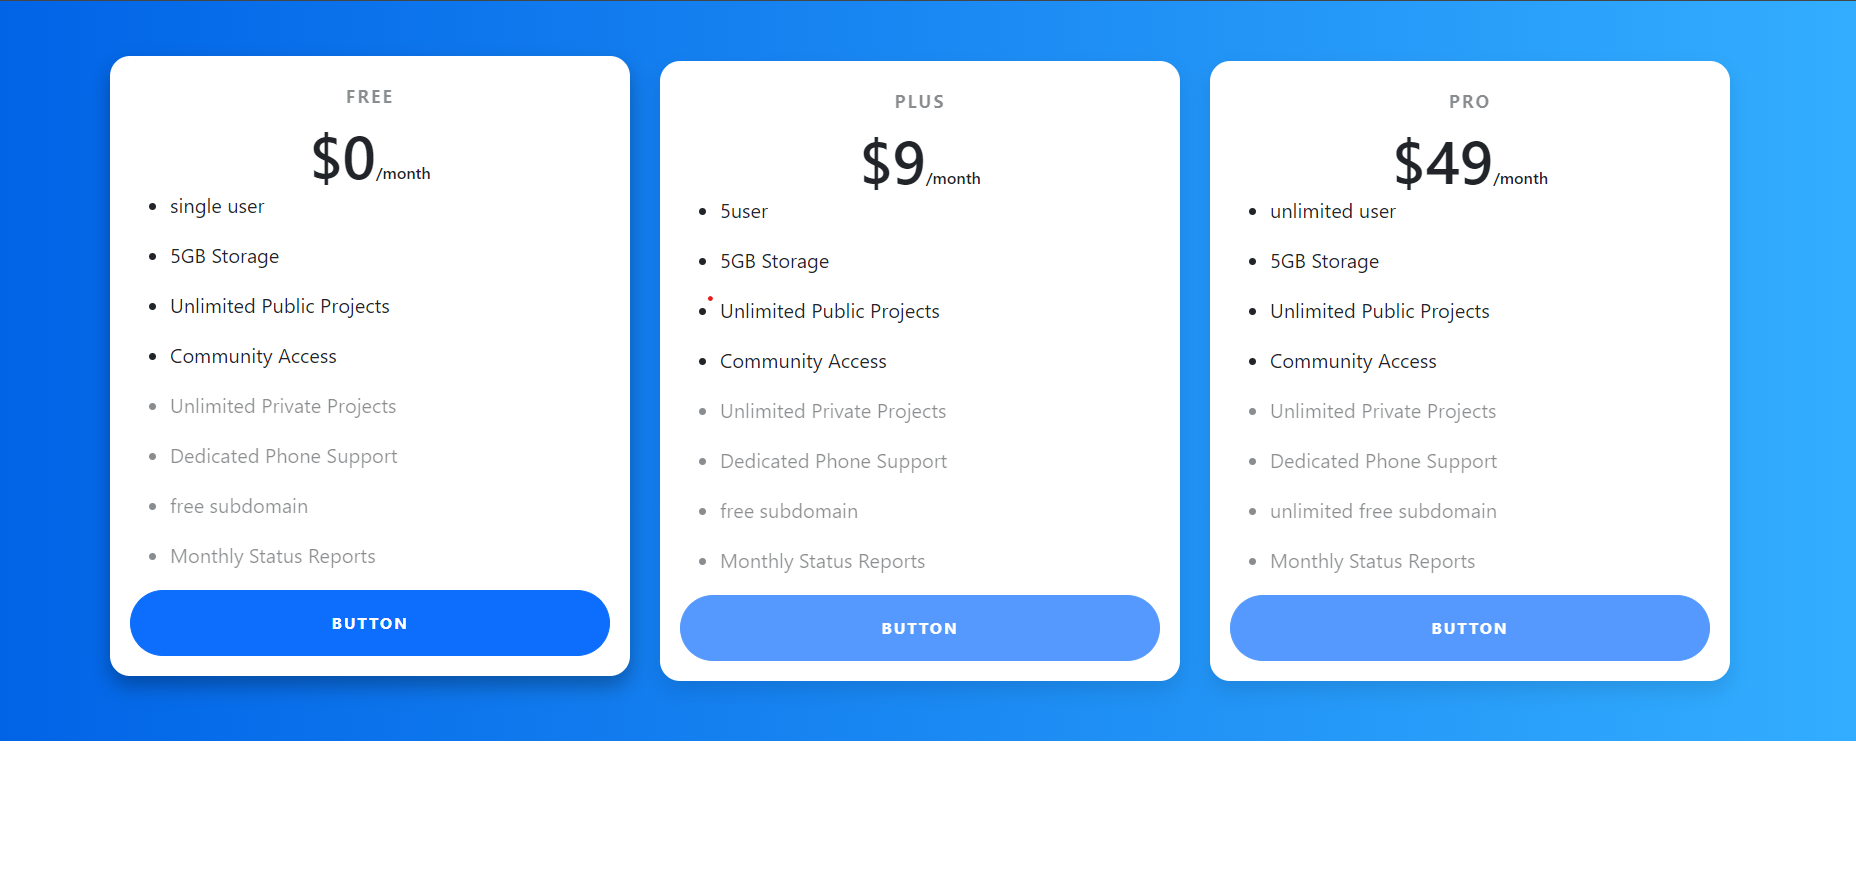 FREE
$0/month
single user
5GB Storage
Unlimited Public Projects
Community Access
Unlimited Private Projects
Dedicated Phone Support
free subdomain
Monthly Status Reports
BUTTON
PLUS
$9/month
5user
5GB Storage
Unlimited Public Projects
Community Access
Unlimited Private Projects
Dedicated Phone Support
free subdomain
Monthly Status Reports
BUTTON
PRO
$49/month
unlimited user
5GB Storage
Unlimited Public Projects
Community Access
Unlimited Private Projects
Dedicated Phone Support
unlimited free subdomain
Monthly Status Reports
BUTTON